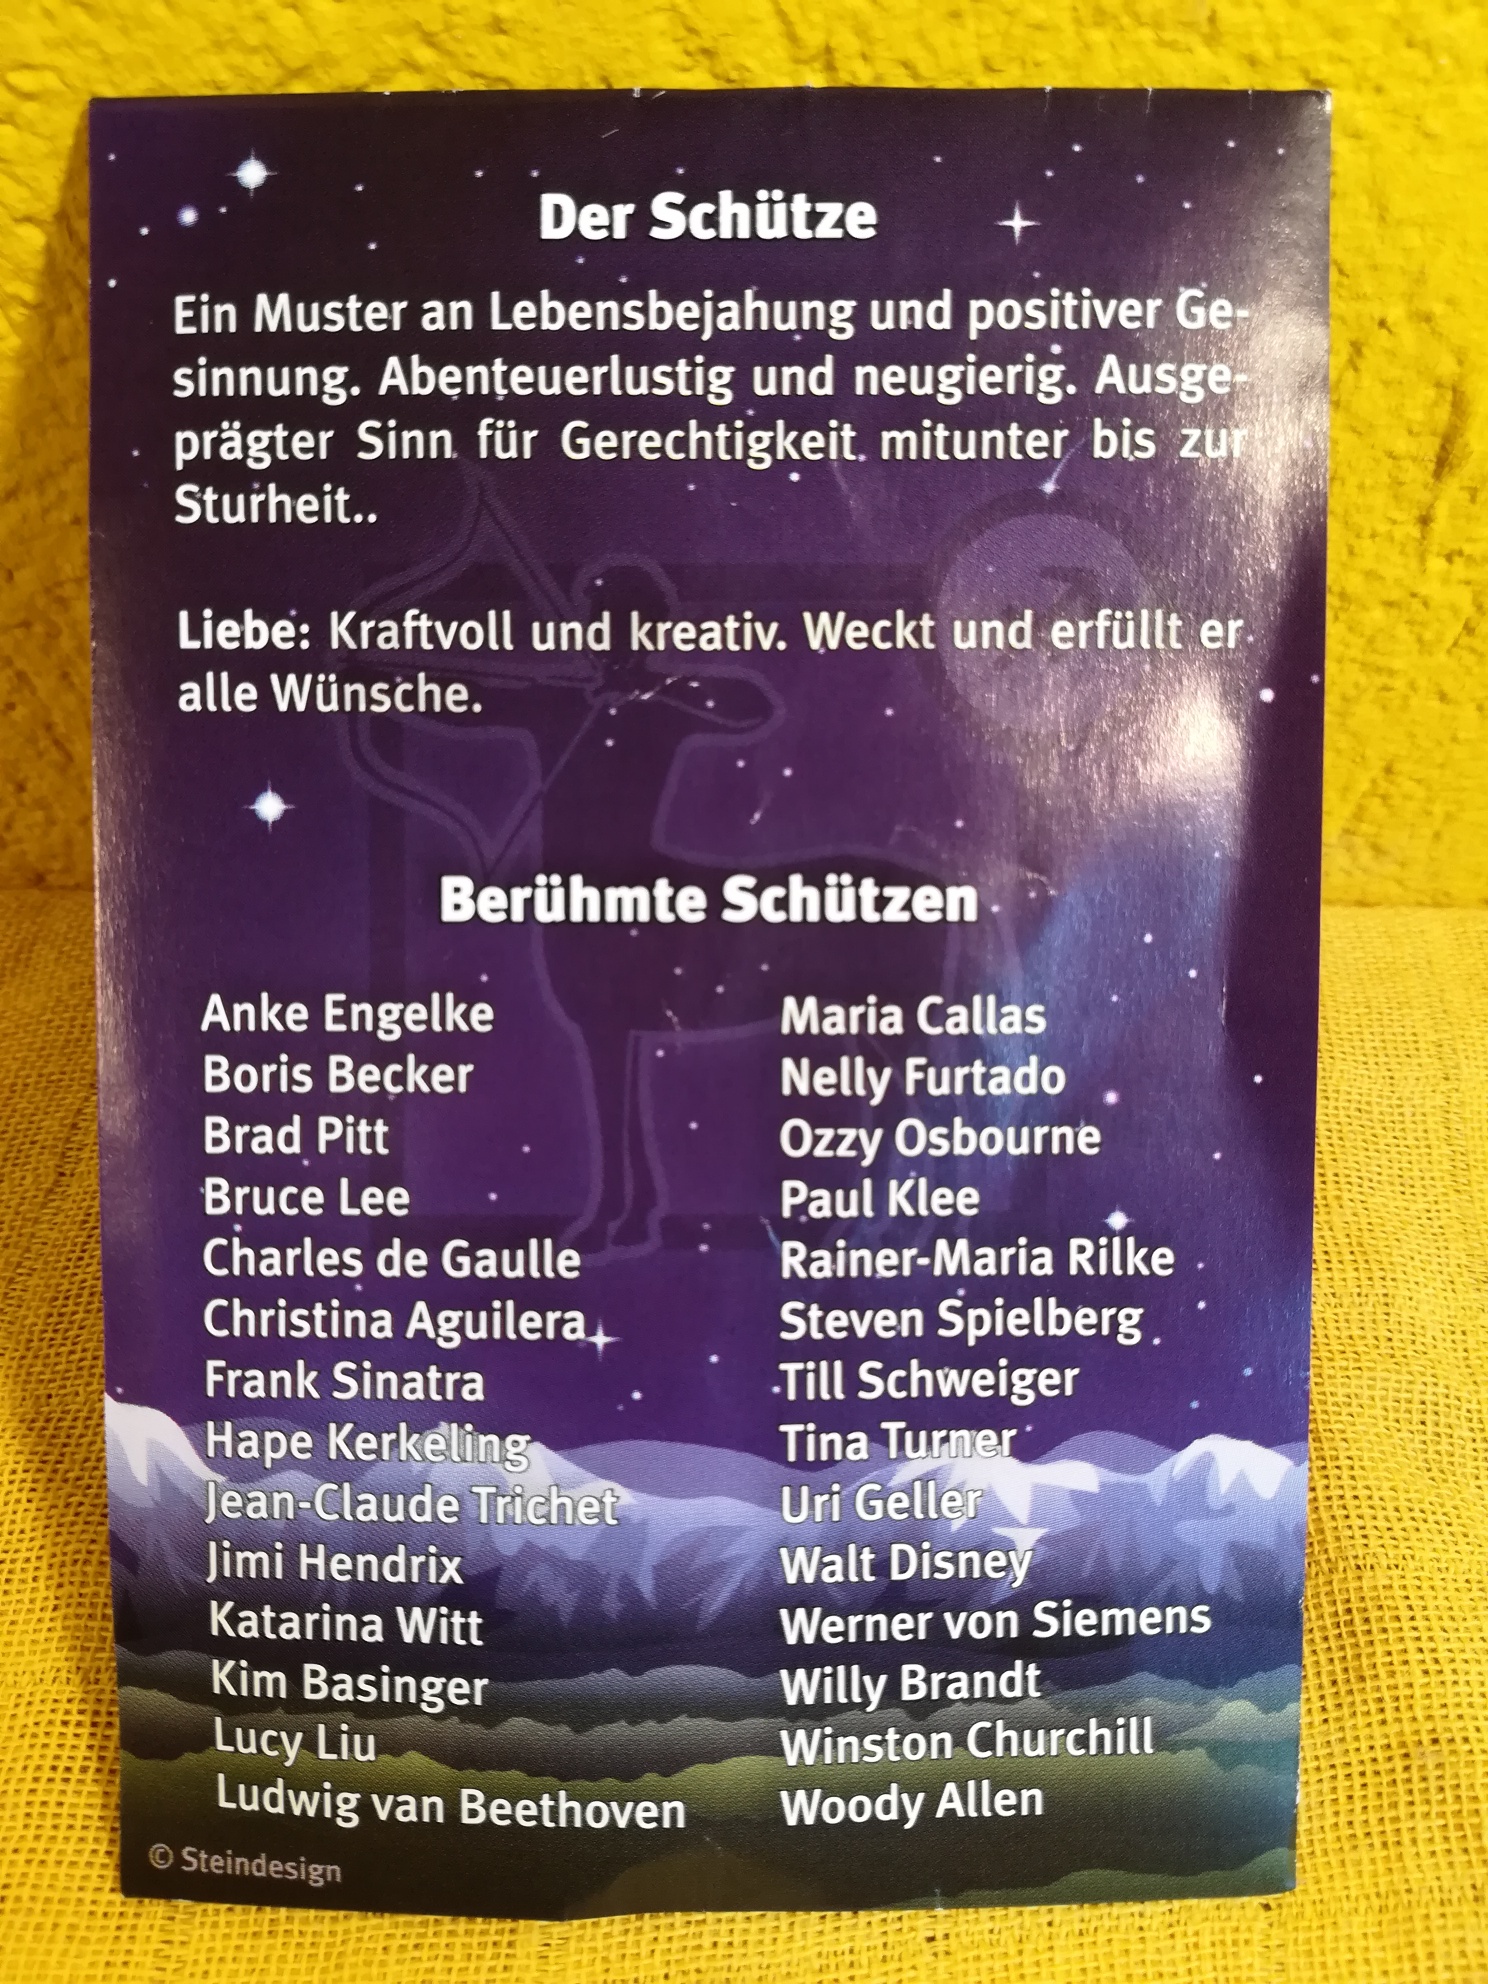 Der Schütze
Ein Muster an Lebensbejahung und positiver Ge-
sinnung. Abenteuerlustig und neugierig. Ausge-
prägter Sinn für Gerechtigkeit mitunter bis zur
Sturheit..
Liebe: Kraftvoll und kreativ. Weckt und erfüllt er
alle Wünsche.
Berühmte Schützen
Anke Engelke
Boris Becker
Brad Pitt
Bruce Lee
Charles de Gaulle
Christina Aguilera
Frank Sinatra
Hape Kerkeling
Jean-Claude Trichet
Jimi Hendrix
Katarina Witt
Kim Basinger
Lucy Liu
Ludwig van Beethoven
Maria Callas
Nelly Furtado
Ozzy Osbourne
Paul Klee
Rainer-Maria Rilke
Steven Spielberg
Till Schweiger
Tina Turner
Uri Geller
Walt Disney
Werner von Siemens
Willy Brandt
Winston Churchill
Woody Allen
© Steindesign